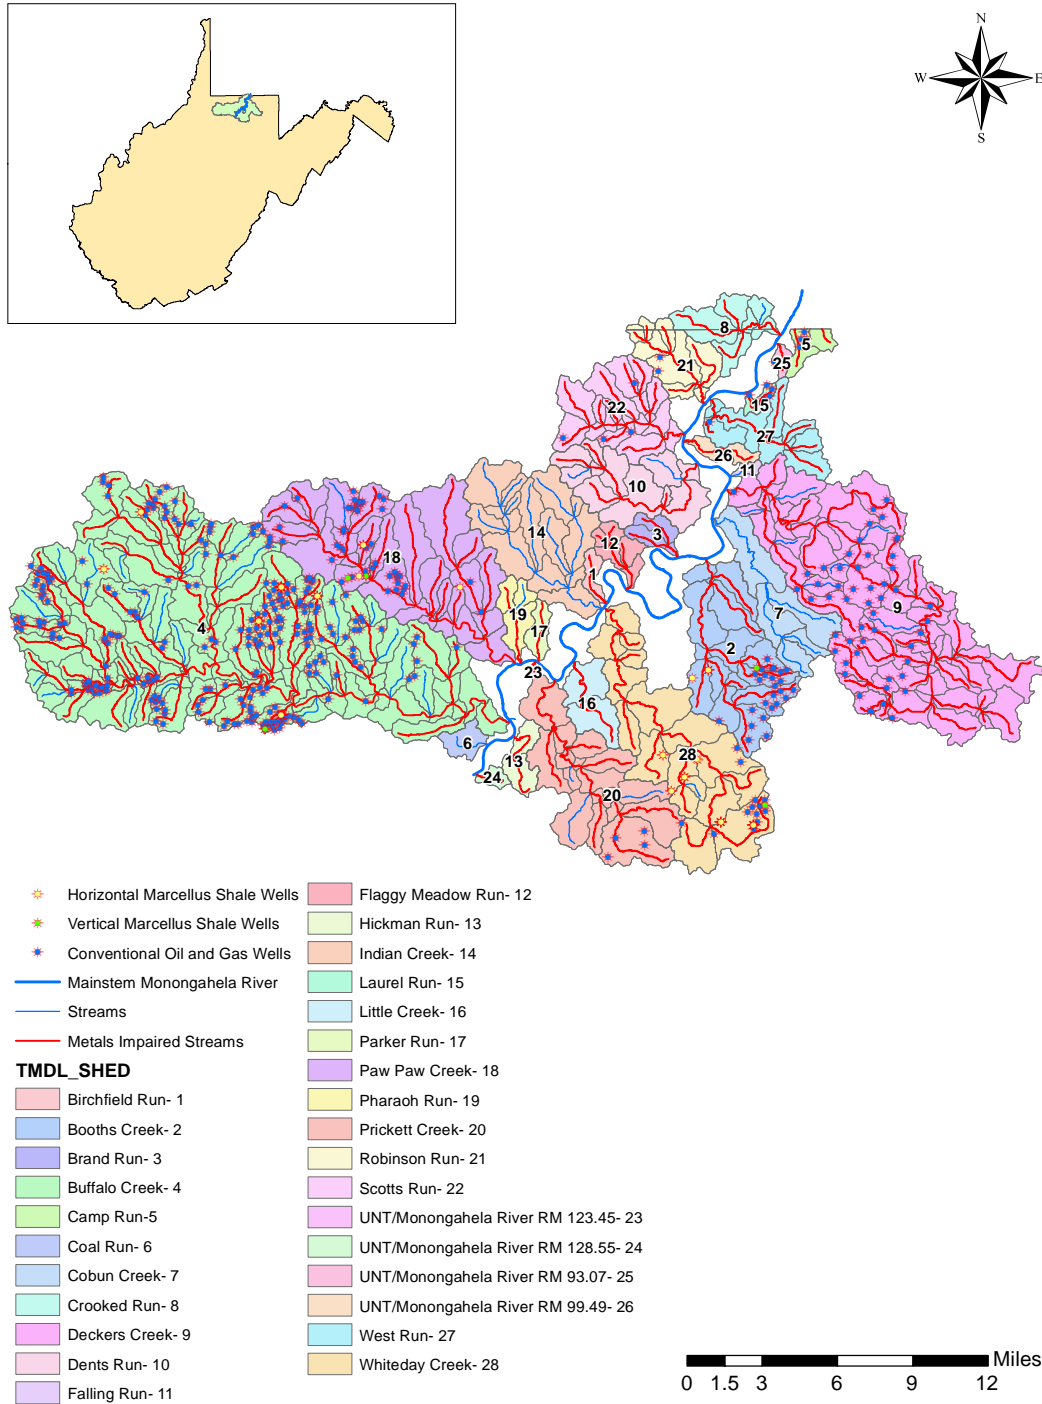 N
W
E
S
8
5
21
25
22
15
27
26
11
10
14
3
12
18
1
9
19
7
4
17
2
23
16
6
28
13
24
20
Horizontal Marcellus Shale Wells
Vertical Marcellus Shale Wells
Conventional Oil and Gas Wells
Mainstem Monongahela River
Streams
Metals Impaired Streams
TMDL_SHED
Birchfield Run- 1
Booths Creek- 2
Brand Run- 3
Buffalo Creek- 4
Camp Run-5
Coal Run- 6
Cobun Creek- 7
Crooked Run- 8
Deckers Creek- 9
Dents Run- 10
Falling Run- 11
Flaggy Meadow Run- 12
Hickman Run- 13
Indian Creek- 14
Laurel Run- 15
Little Creek- 16
Parker Run- 17
Paw Paw Creek- 18
Pharaoh Run- 19
Prickett Creek- 20
Robinson Run- 21
Scotts Run- 22
UNT/Monongahela River RM 123.45- 23
UNT/Monongahela River RM 128.55- 24
UNT/Monongahela River RM 93.07- 25
UNT/Monongahela River RM 99.49- 26
West Run- 27
Whiteday Creek- 28
Miles
0 1.5 3 6 9 12